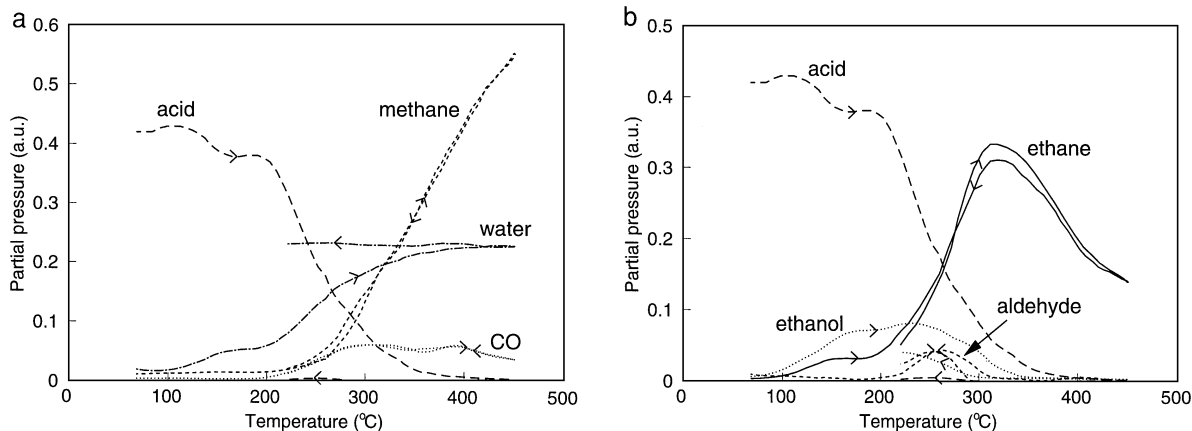 a
0.6
0.5
0.4
0.3
0.2
0.1
0
Partial pressure (a.u.)
acid
methane
water
CO
0 100 200 300 400 500
Temperature (°C)
b
0.5
0.4
0.3
0.2
0.1
0
Partial pressure (a.u.)
acid
ethane
ethanol
aldehyde
0 100 200 300 400 500
Temperature (°C)